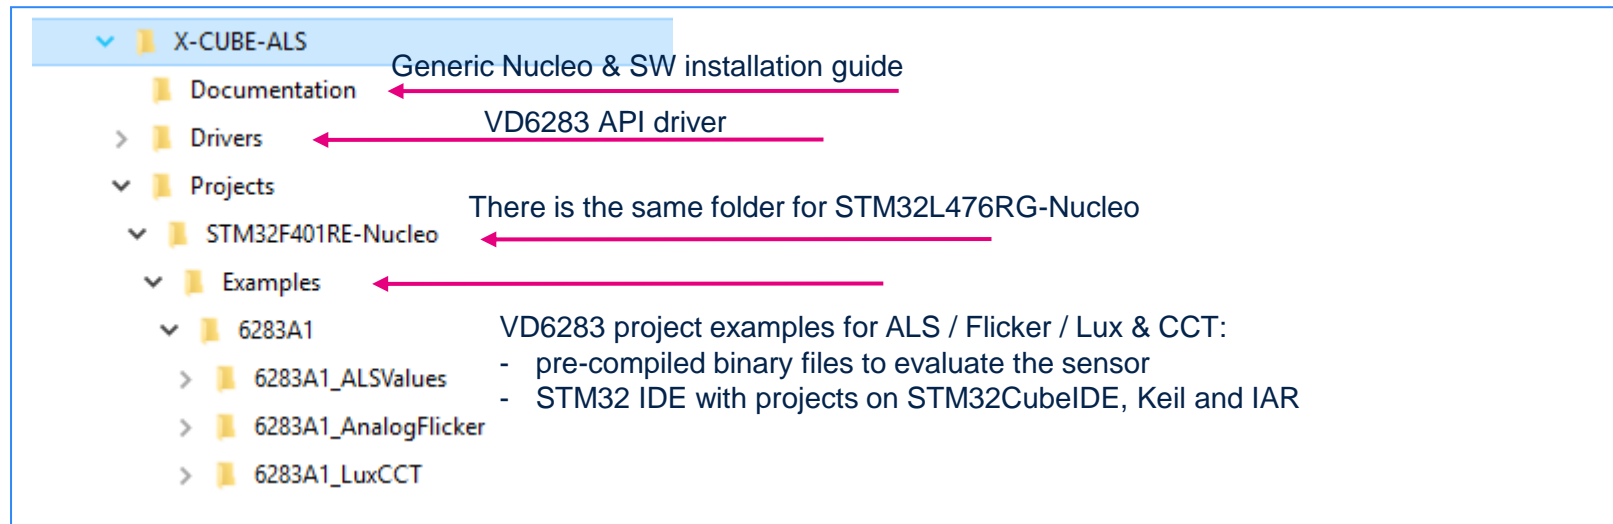 X-CUBE-ALS
Generic Nucleo & SW installation guide
Documentation
VD6283 API driver
Drivers
Projects
There is the same folder for STM32L476RG-Nucleo
STM32F401RE-Nucleo
Examples
6283A1
VD6283 project examples for ALS / Flicker / Lux & CCT:
- pre-compiled binary files to evaluate the sensor
6283A1_ALSValues
- STM32 IDE with projects on STM32CubeIDE, Keil and IAR
6283A1_AnalogFlicker
6283A1_LuxCCT